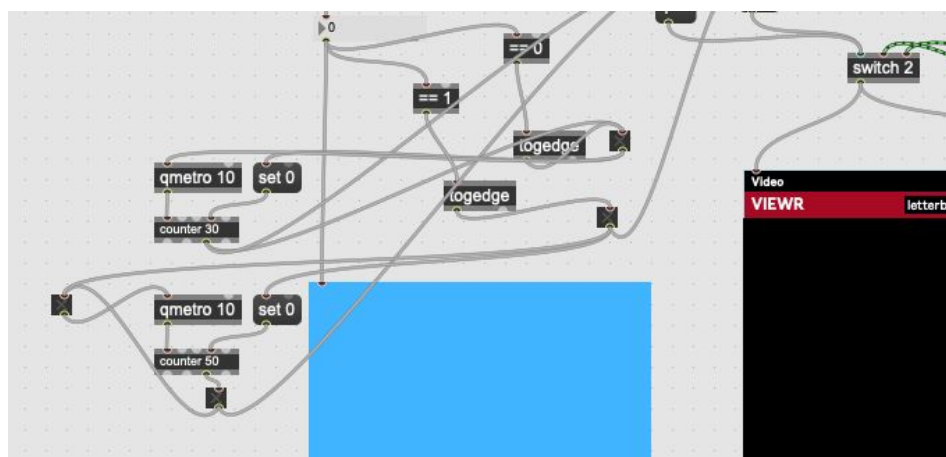 0
== 0
switch 2
== 1
togedge
qmetro 10
set 0
togedge
counter 30
Video
VIEWR
letterb
qmetro 10
set 0
counter 50